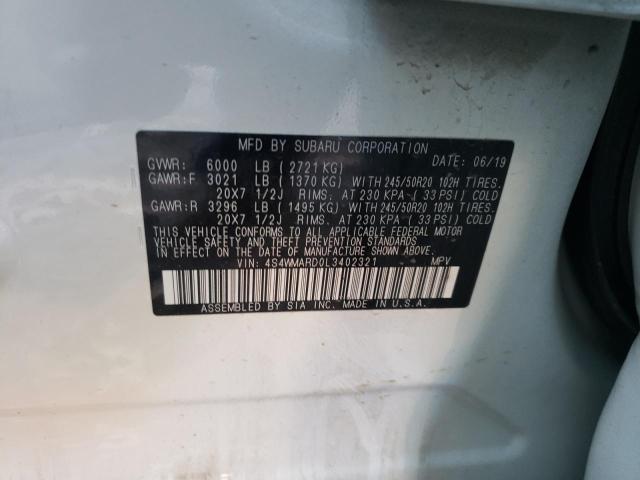 MFD BY SUBARU CORPORATION
GVWR: 6000 LB ( 2721 KG) DATE: 06/19
GAWR:F 3021 LB ( 1370 KG) WITH 245/50R20 102H TIRES.
20X7 1/2J RIMS. AT 230 KPA ( 33 PSI) COLD
GAWR:R 3296 LB ( 1495 KG) WITH 245/50R20 102H TIRES.
20X7 1/2J RIMS. AT 230 KPA ( 33 PSI) COLD
THIS VEHICLE CONFORMS TO ALL APPLICABLE FEDERAL MOTOR
VEHICLE SAFETY AND THEFT PREVENTION STANDARDS
IN EFFECT ON THE DATE OF MANUFACTURE SHOWN ABOVE.
VIN: 4S4WMARD0L3402321 MPV
ASSEMBLED BY SIA INC. MADE IN U.S.A.